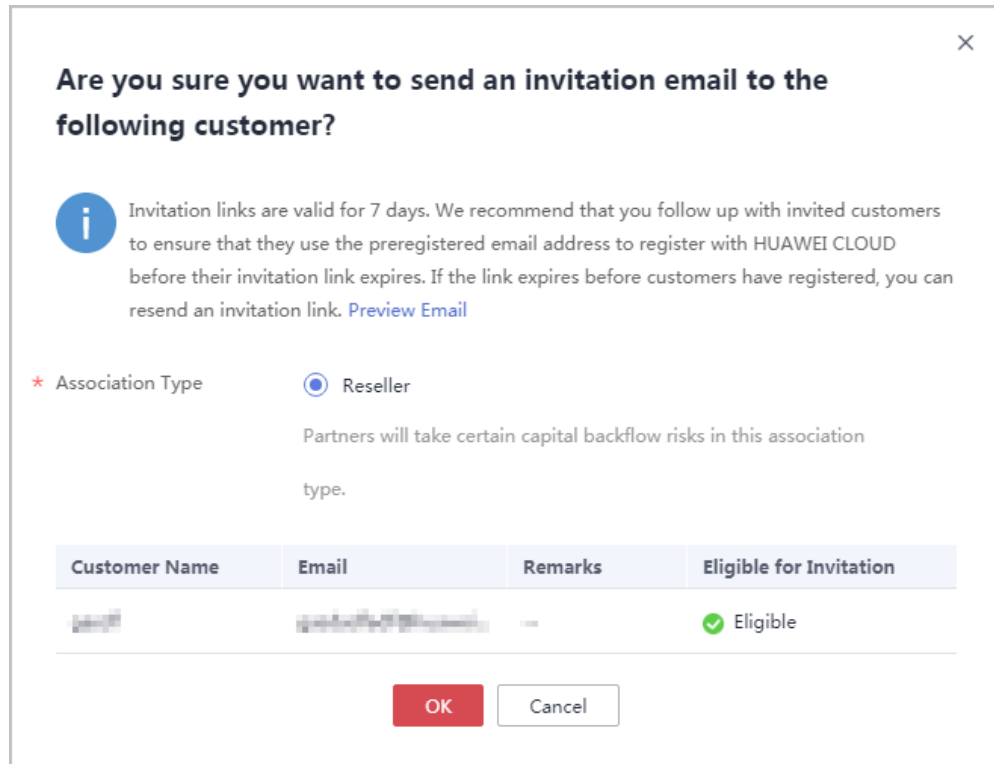 Are you sure you want to send an invitation email to the
following customer?
Invitation links are valid for 7 days. We recommend that you follow up with invited customers
to ensure that they use the preregistered email address to register with HUAWEI CLOUD
before their invitation link expires. If the link expires before customers have registered, you can
resend an invitation link. Preview Email
* Association Type Reseller
Partners will take certain capital backflow risks in this association
type.
Customer Name Email Remarks Eligible for Invitation
-- Eligible
OK Cancel